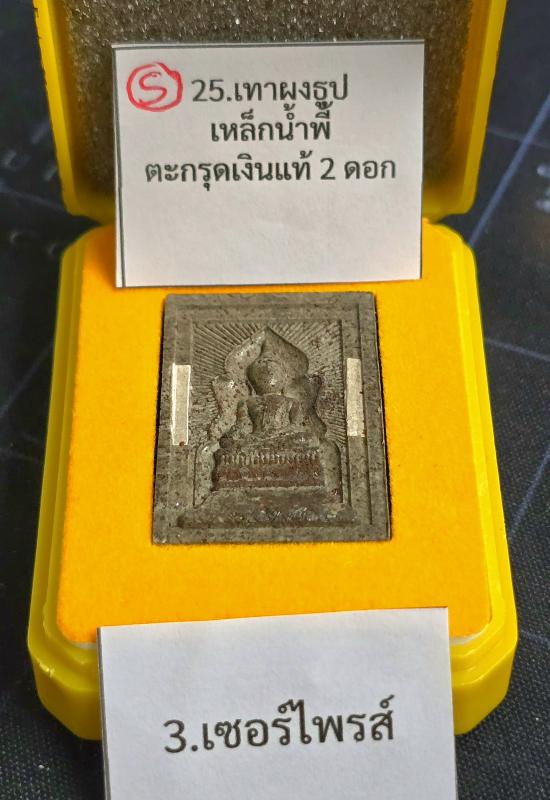 S 25.เทาผงธูป
เหล็กน้ำพี้
ตะกรุดเงินแท้ 2 ดอก
3.เซอร์ไพรส์